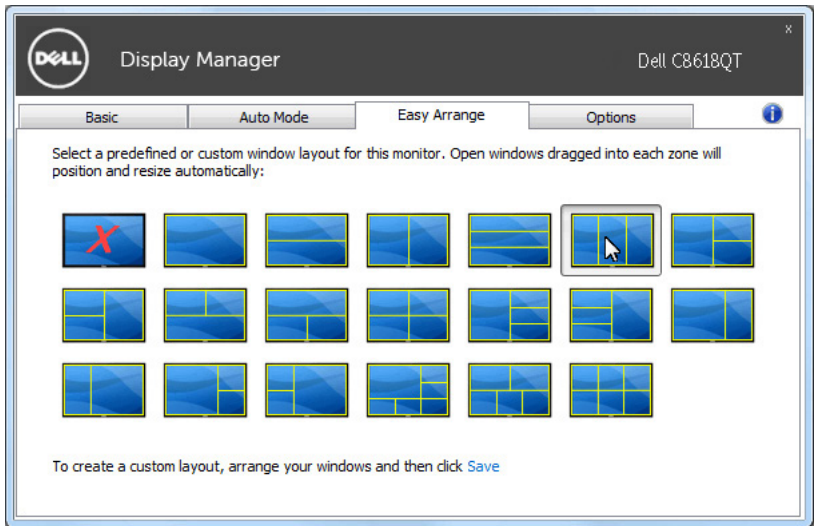 x
DELL
Display Manager
Dell C8618QT
Basic
Auto Mode
Easy Arrange
Options
i
Select a predefined or custom window layout for this monitor. Open windows dragged into each zone will
position and resize automatically:
X
To create a custom layout, arrange your windows and then click Save